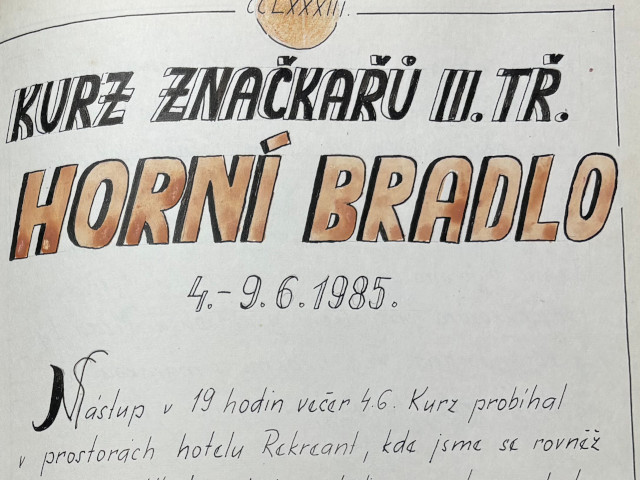 CCLXXXIII.
KURZ ZNAČKAŘŮ III. TŘ.
HORNÍ BRADLO
4.-9.6.1985.
Nástup v 19 hodin večer 4.6. Kurz probíhal
v prostorách hotelu Rekreant, kde jsme se rovněž